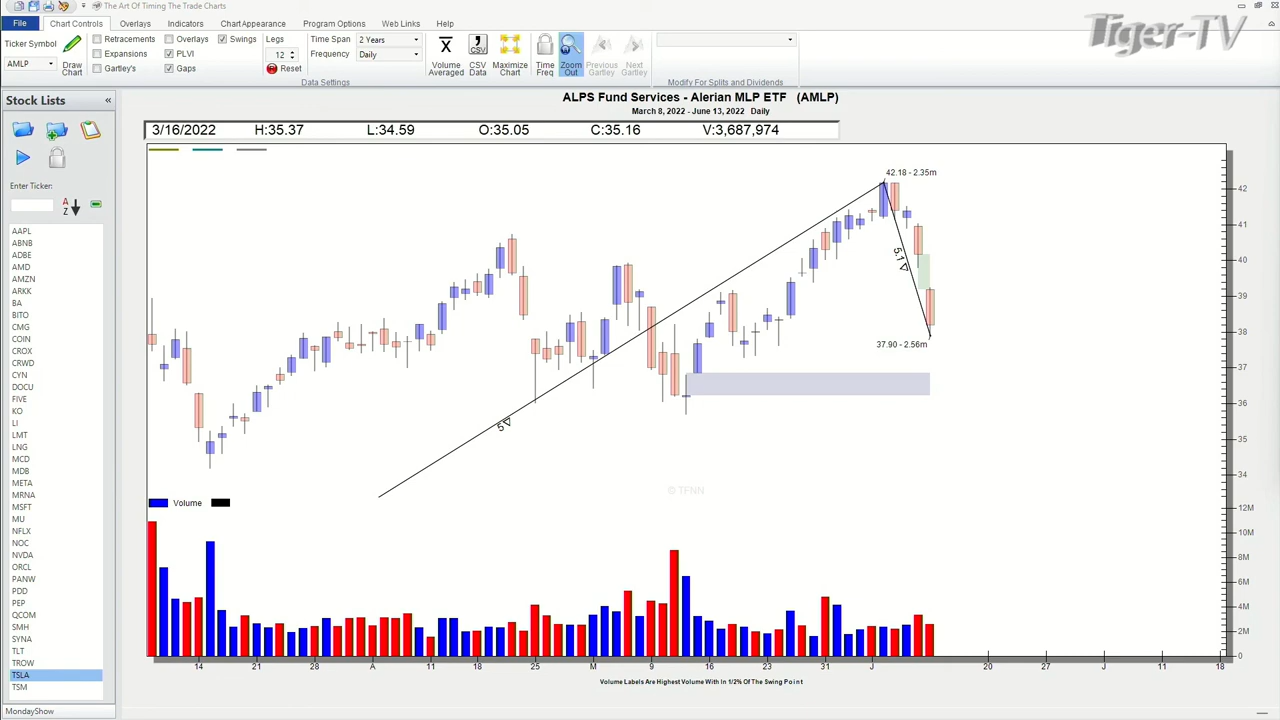 The Art Of Timing The Trade Charts
Tiger-TV
File
Chart Controls
Overlays
Indicators
Chart Appearance
Program Options
Web Links
Help
Ticker Symbol
AMLP
Draw
Chart
Retracements
Overlays
Swings
Expansions
PLVI
Gartley's
Gaps
Legs
12
Reset
Time Span
2 Years
Frequency
Daily
Data Settings
Volume
Averaged
CSV
CSV
Data
Maximize
Chart
Time
Freq
Zoom
Out
Previous
Gartley
Next
Gartley
Modify For Splits and Dividends
Stock Lists
Enter Ticker:
A
Z
AAPL
ABNB
ADBE
AMD
AMZN
ARKK
BA
BITO
CMG
COIN
CROX
CRWD
CYN
DOCU
FIVE
KO
LI
LMT
LNG
MCD
MDB
META
MRNA
MSFT
MU
NFLX
NOC
NVDA
ORCL
PANW
PDD
PEP
QCOM
SMH
SYNA
TLT
TROW
TSLA
TSM
MondayShow
ALPS Fund Services - Alerian MLP ETF (AMLP)
March 8, 2022 - June 13, 2022 Daily
3/16/2022 H:35.37 L:34.59 O:35.05 C:35.16 V:3,687,974
42.18 - 2.35m
5.1
37.90 - 2.56m
5
© TFNN
42
41
40
39
38
37
36
35
34
Volume
12M
10M
8M
6M
4M
2M
0
14 21 28 A 11 18 25 M 9 16 23 31 J 20 27 J 11 18
Volume Labels Are Highest Volume With In 1/2% Of The Swing Point